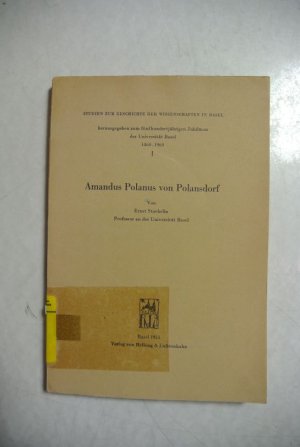 STUDIEN ZUR GESCHICHTE DER WISSENSCHAFTEN IN BASEL
herausgegeben zum fünfhundertjährigen Jubiläum
der Universität Basel
1460–1960
I
Amandus Polanus von Polansdorf
Von
Ernst Staehelin
Professor an der Universität Basel
Basel 1955
Verlag von Helbing & Lichtenhahn